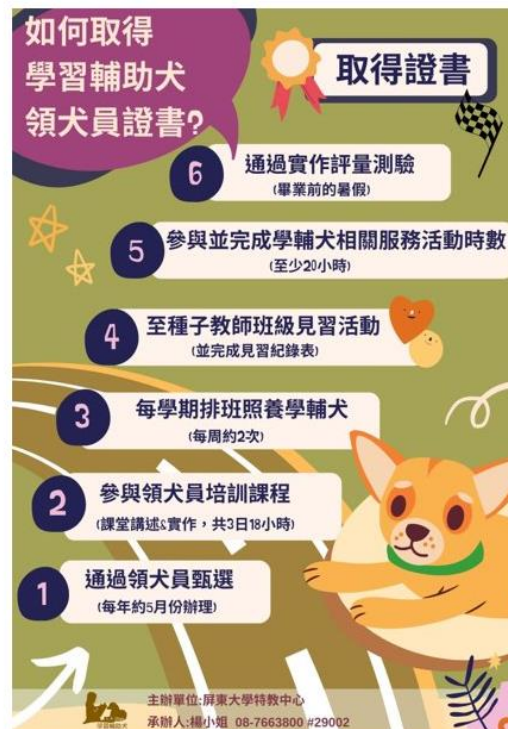 如何取得
學習輔助犬
領犬員證書?
取得證書
6
通過實作評量測驗
(畢業前的暑假)
5
參與並完成學輔犬相關服務活動時數
(至少20小時)
4
至種子教師班級見習活動
(並完成見習紀錄表)
3
每學期排班照養學輔犬
(每周約2次)
2
參與領犬員培訓課程
(課堂講述&實作，共3日18小時)
1
通過領犬員甄選
(每年約5月份辦理)
學習輔助犬
主辦單位:屏東大學特教中心
承辦人:楊小姐 08-7663800 #29002